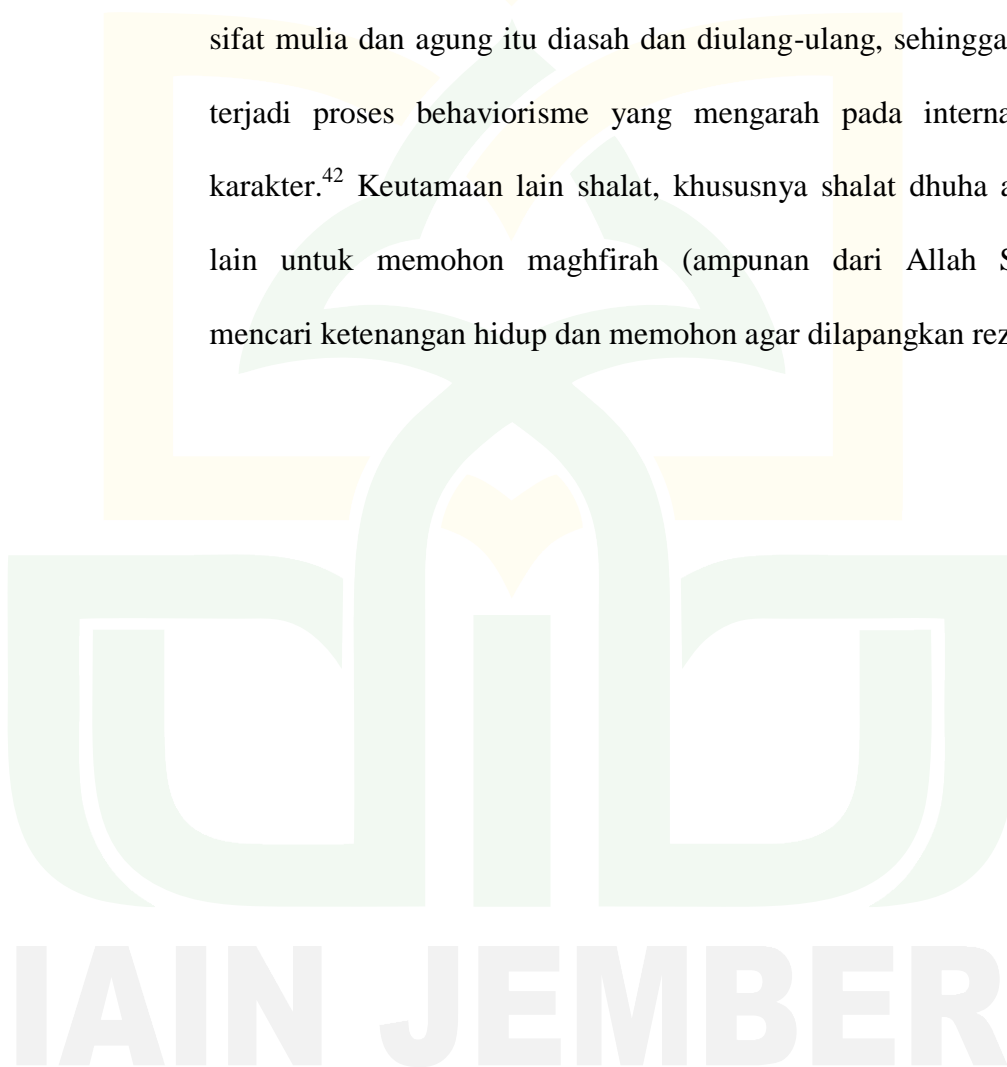 sifat mulia dan agung itu diasah dan diulang-ulang, sehingga
terjadi proses behaviorisme yang mengarah pada
karakter.42 Keutamaan lain shalat, khususnya shalat dhuha
lain untuk memohon maghfirah (ampunan dari Allah
mencari ketenangan hidup dan memohon agar dilapangkan
IAIN JEMBER